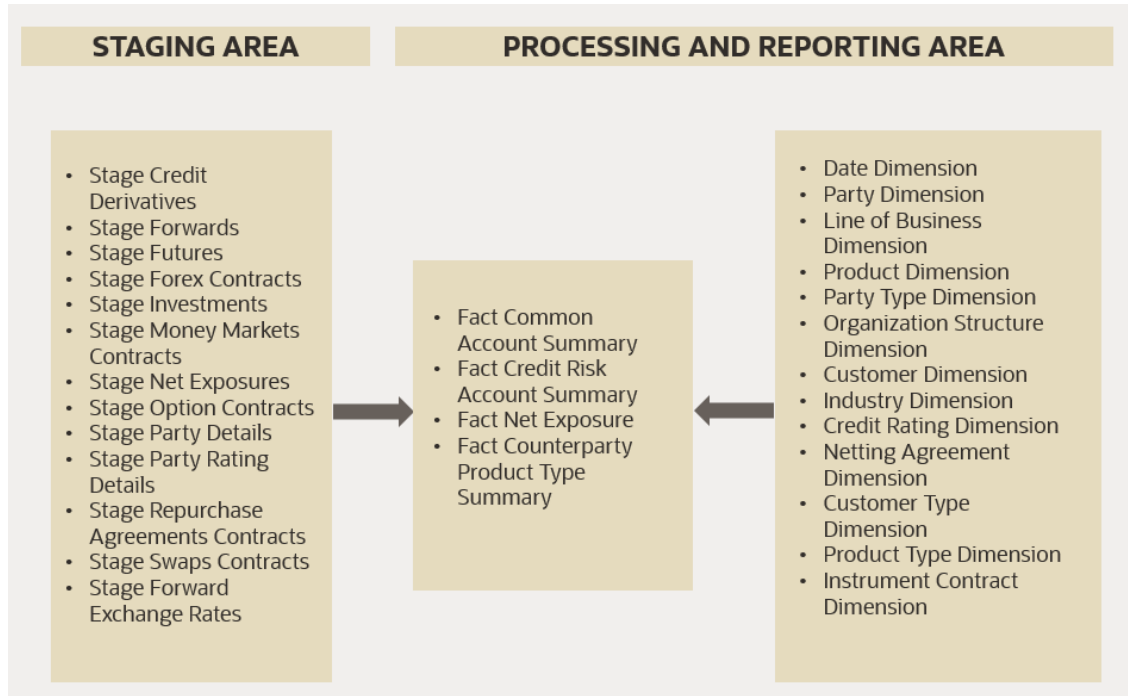 STAGING AREA
PROCESSING AND REPORTING AREA
• Stage Credit
Derivatives
• Stage Forwards
• Stage Futures
• Stage Forex Contracts
• Stage Investments
• Stage Money Markets
Contracts
• Stage Net Exposures
• Stage Option Contracts
• Stage Party Details
• Stage Party Rating
Details
• Stage Repurchase
Agreements Contracts
• Stage Swaps Contracts
• Stage Forward
Exchange Rates
• Fact Common
Account Summary
• Fact Credit Risk
Account Summary
• Fact Net Exposure
• Fact Counterparty
Product Type
Summary
• Date Dimension
• Party Dimension
• Line of Business
Dimension
• Product Dimension
• Party Type Dimension
• Organization Structure
Dimension
• Customer Dimension
• Industry Dimension
• Credit Rating Dimension
• Netting Agreement
Dimension
• Customer Type
Dimension
• Product Type Dimension
• Instrument Contract
Dimension